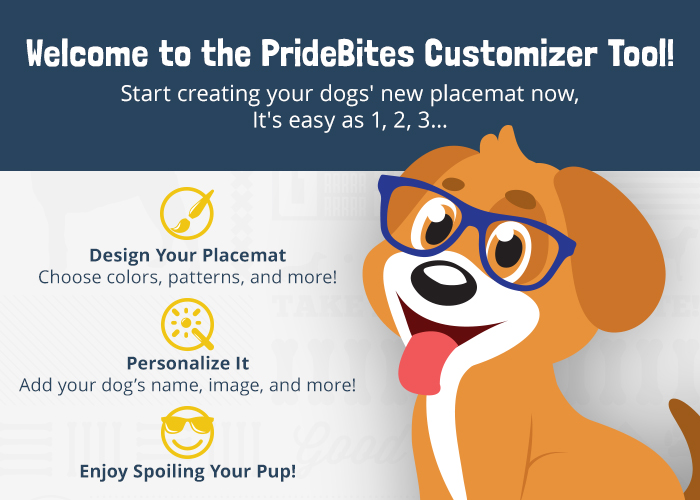 Welcome to the PrideBites Customizer Tool!
Start creating your dogs' new placemat now,
It's easy as 1, 2, 3...
Design Your Placemat
Choose colors, patterns, and more!
Personalize It
Add your dog's name, image, and more!
Enjoy Spoiling Your Pup!
Good